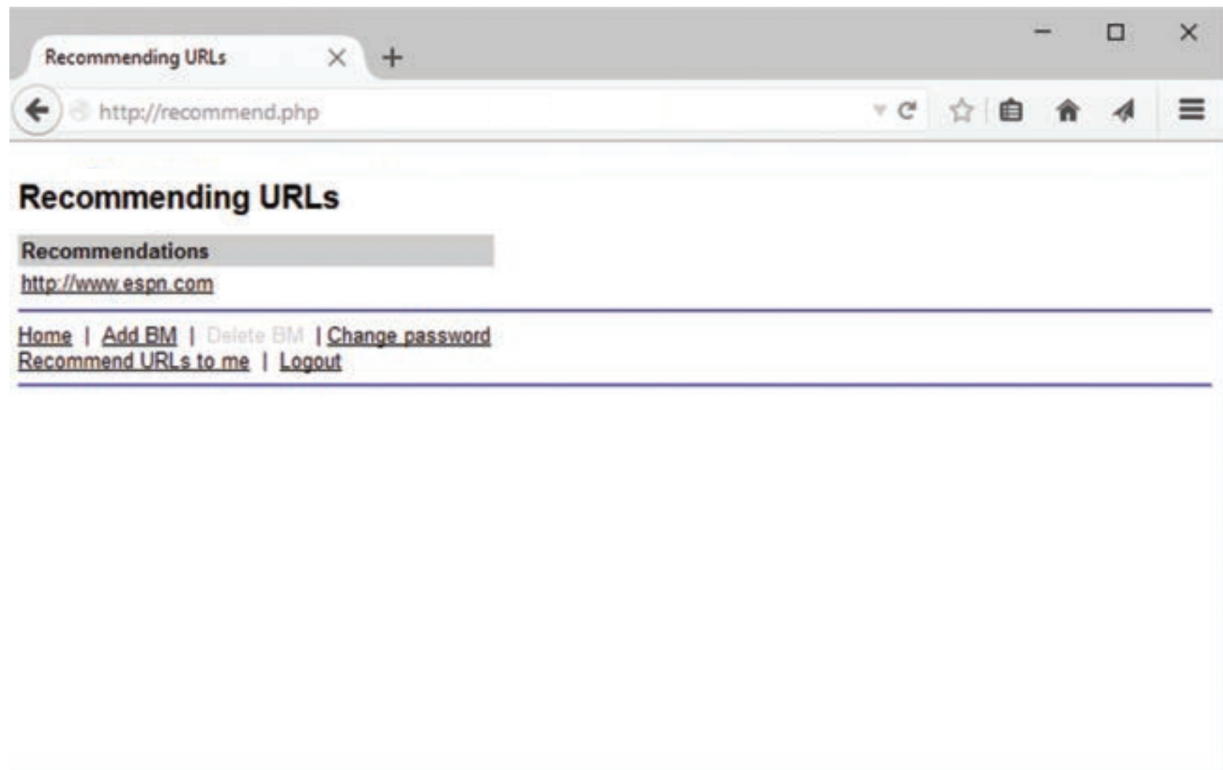 Recommending URLs
http://recommend.php
Recommending URLs
Recommendations
http://www.espn.com
Home | Add BM | Delete BM | Change password
Recommend URLs to me | Logout